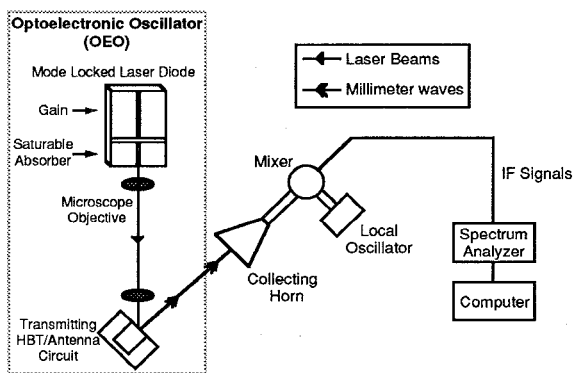 Optoelectronic Oscillator
(OEO)
Mode Locked Laser Diode
Gain
Saturable
Absorber
Microscope
Objective
Transmitting
HBT/Antenna
Circuit
Laser Beams
Millimeter waves
Mixer
Local
Oscillator
Collecting
Horn
IF Signals
Spectrum
Analyzer
Computer